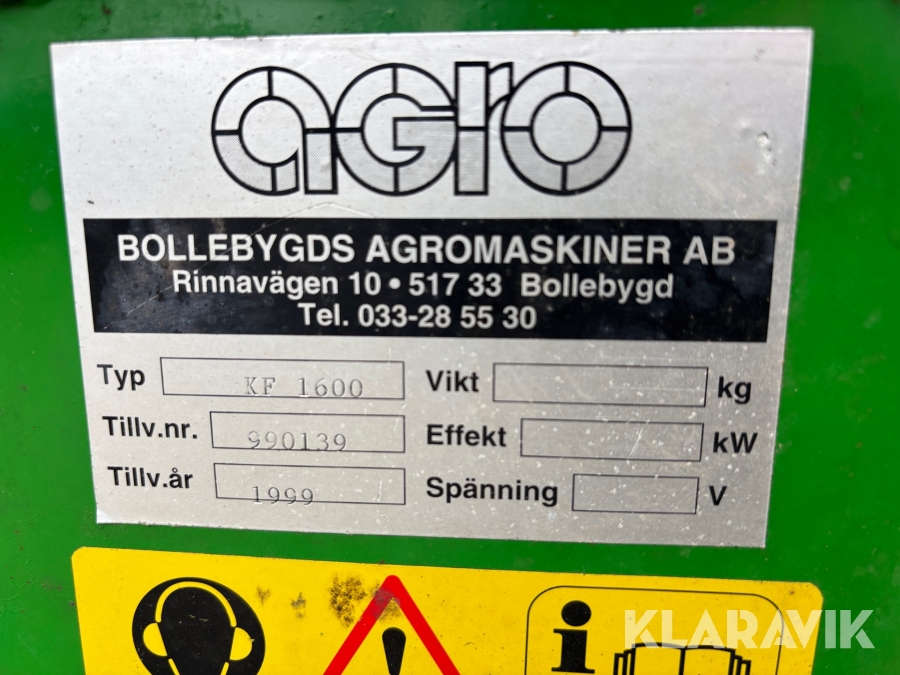 agro
BOLLEBYGDS AGROMASKINER AB
Rinnavägen 10 • 517 33 Bollebygd
Tel. 033-28 55 30
Typ KF 1600 Vikt kg
Tillv.nr. 990139 Effekt kW
Tillv.år 1999 Spänning V
KLARAVIK